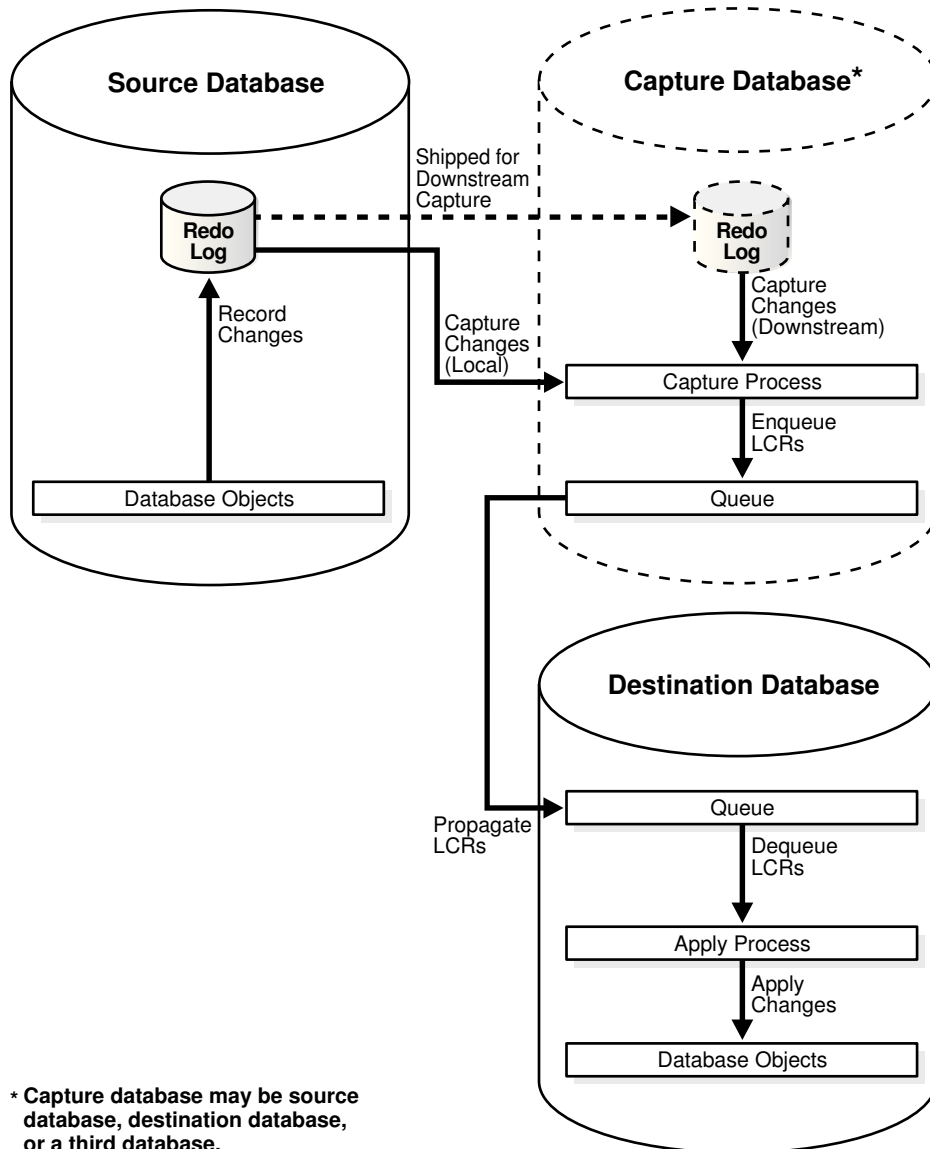 Source Database
Capture Database*
Shipped for
Downstream
Capture
Redo
Log
Redo
Log
Record
Changes
Capture
Changes
(Local)
Capture
Changes
(Downstream)
Capture Process
Enqueue
LCRs
Database Objects
Queue
Destination Database
Queue
Propagate
LCRs
Dequeue
LCRs
Apply Process
Apply
Changes
Database Objects
* Capture database may be source
database, destination database,
or a third database.